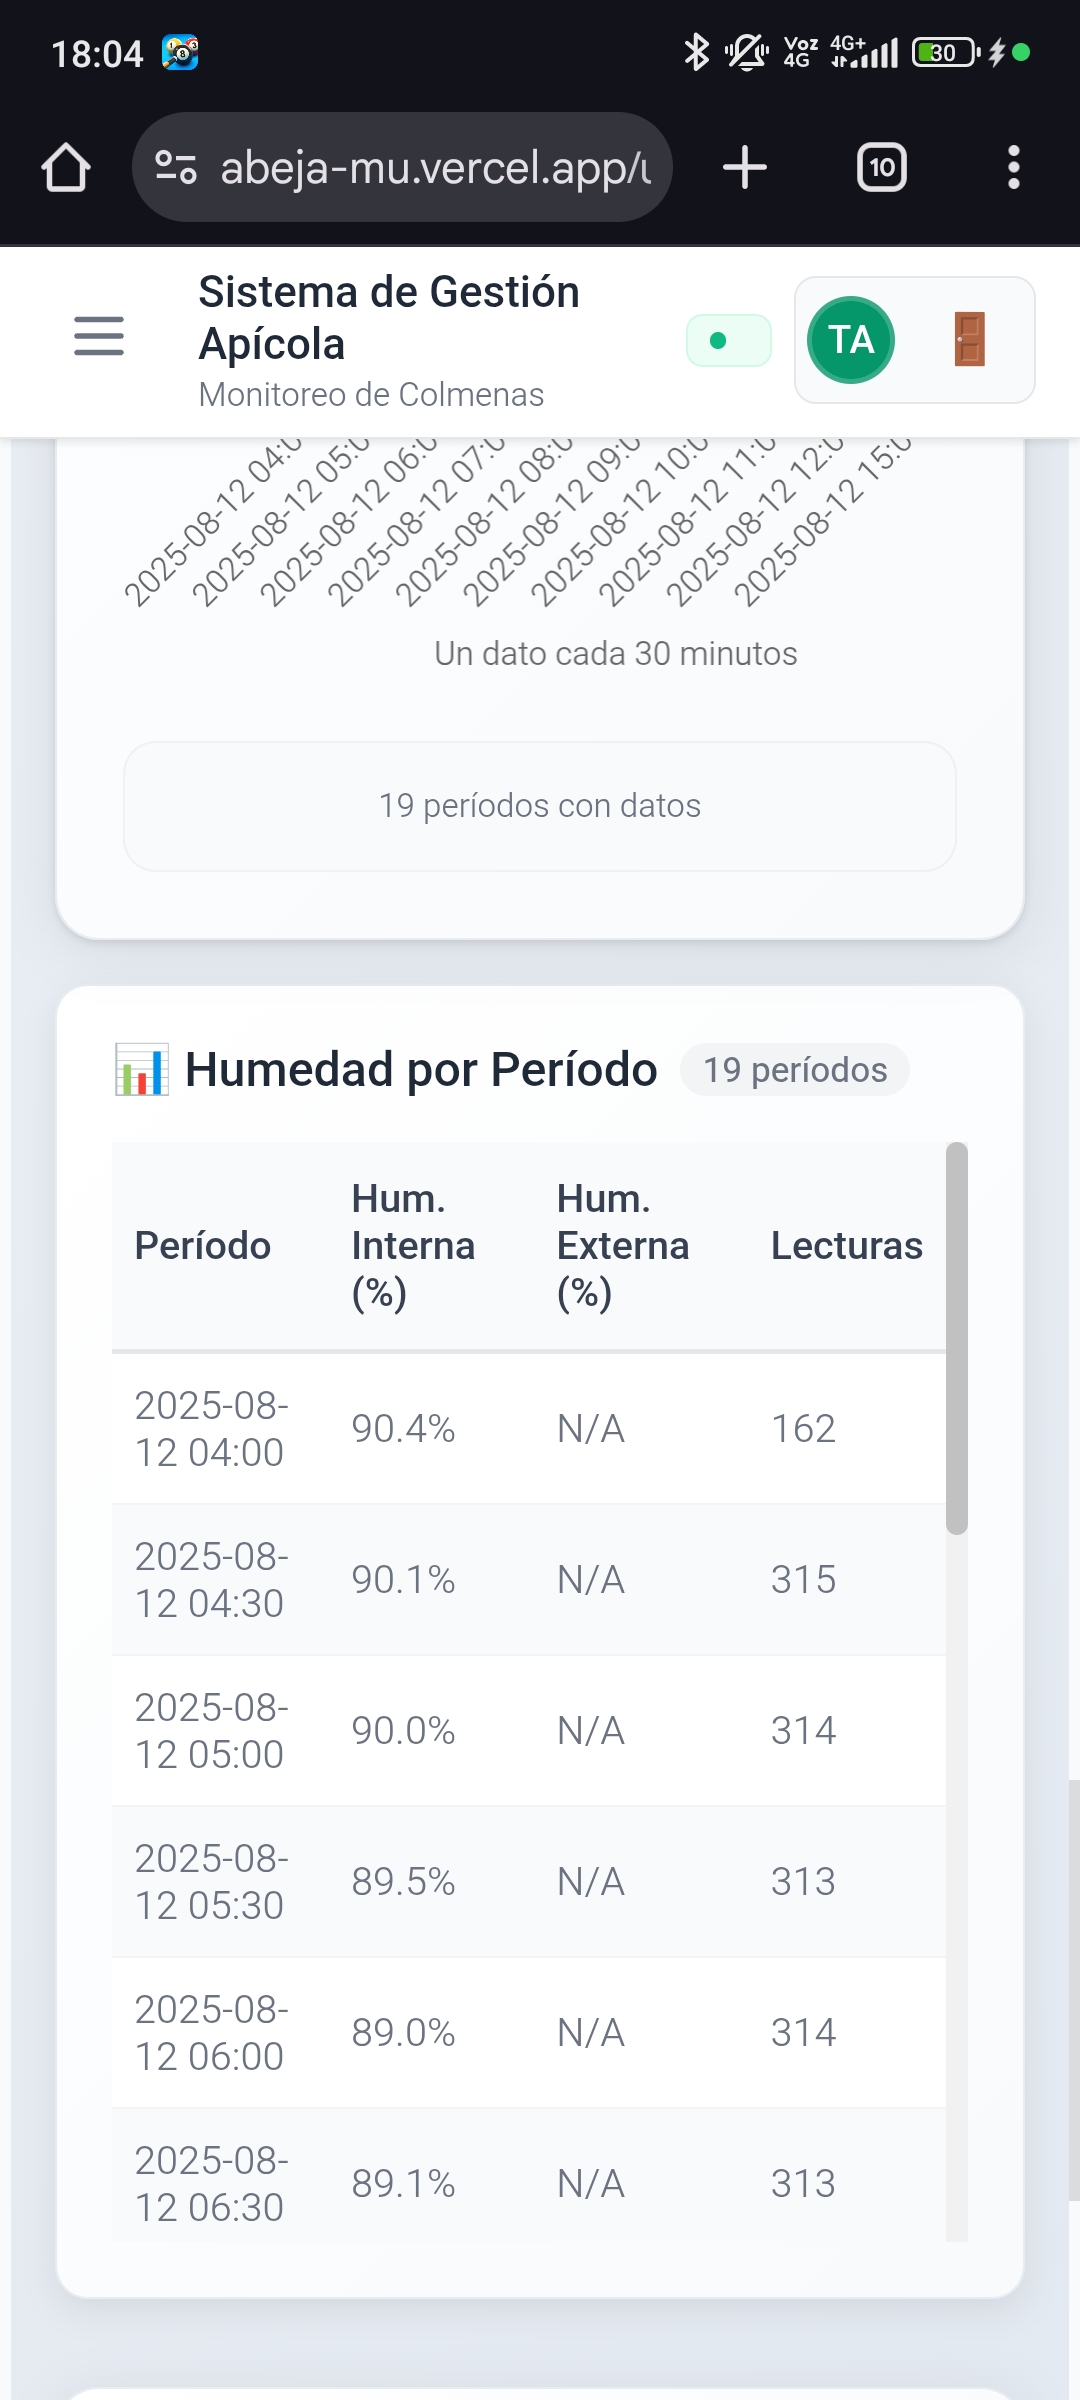 18:04
Voz 4G
4G+
30
abeja-mu.vercel.app/
10
Sistema de Gestión
Apícola
Monitoreo de Colmenas
TA
2025-08-12 04:0
2025-08-12 05:0
2025-08-12 06:0
2025-08-12 07:0
2025-08-12 08:0
2025-08-12 09:0
2025-08-12 10:0
2025-08-12 11:0
2025-08-12 12:0
2025-08-12 15:0
Un dato cada 30 minutos
19 períodos con datos
Humedad por Período 19 períodos
Período Hum. Interna (%) Hum. Externa (%) Lecturas
2025-08-12 04:00 90.4% N/A 162
2025-08-12 04:30 90.1% N/A 315
2025-08-12 05:00 90.0% N/A 314
2025-08-12 05:30 89.5% N/A 313
2025-08-12 06:00 89.0% N/A 314
2025-08-12 06:30 89.1% N/A 313